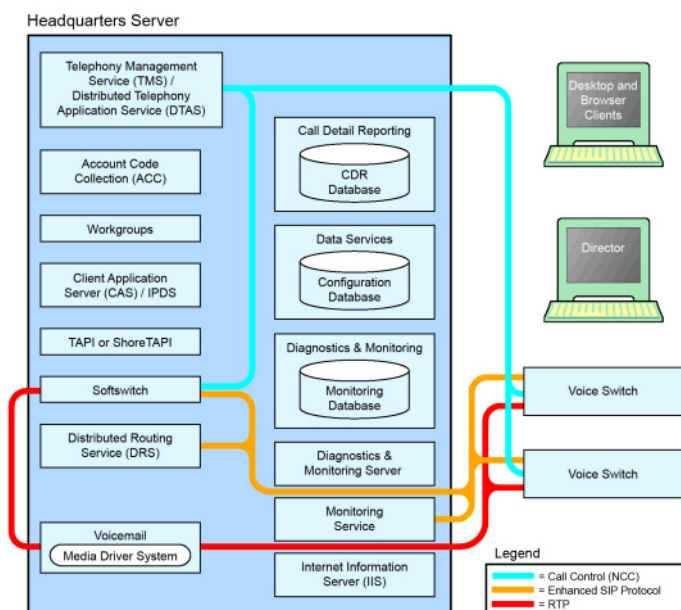 Headquarters Server
Telephony Management
Service (TMS) /
Distributed Telephony
Application Service (DTAS)
Account Code
Collection (ACC)
Workgroups
Client Application
Server (CAS) / IPDS
TAPI or ShoreTAPI
Softswitch
Distributed Routing
Service (DRS)
Voicemail
Media Driver System
Call Detail Reporting
CDR
Database
Data Services
Configuration
Database
Diagnostics & Monitoring
Monitoring
Database
Diagnostics &
Monitoring Server
Monitoring
Service
Internet Information
Server (IIS)
Desktop and
Browser
Clients
Director
Voice Switch
Voice Switch
Legend
= Call Control (NCC)
= Enhanced SIP Protocol
= RTP